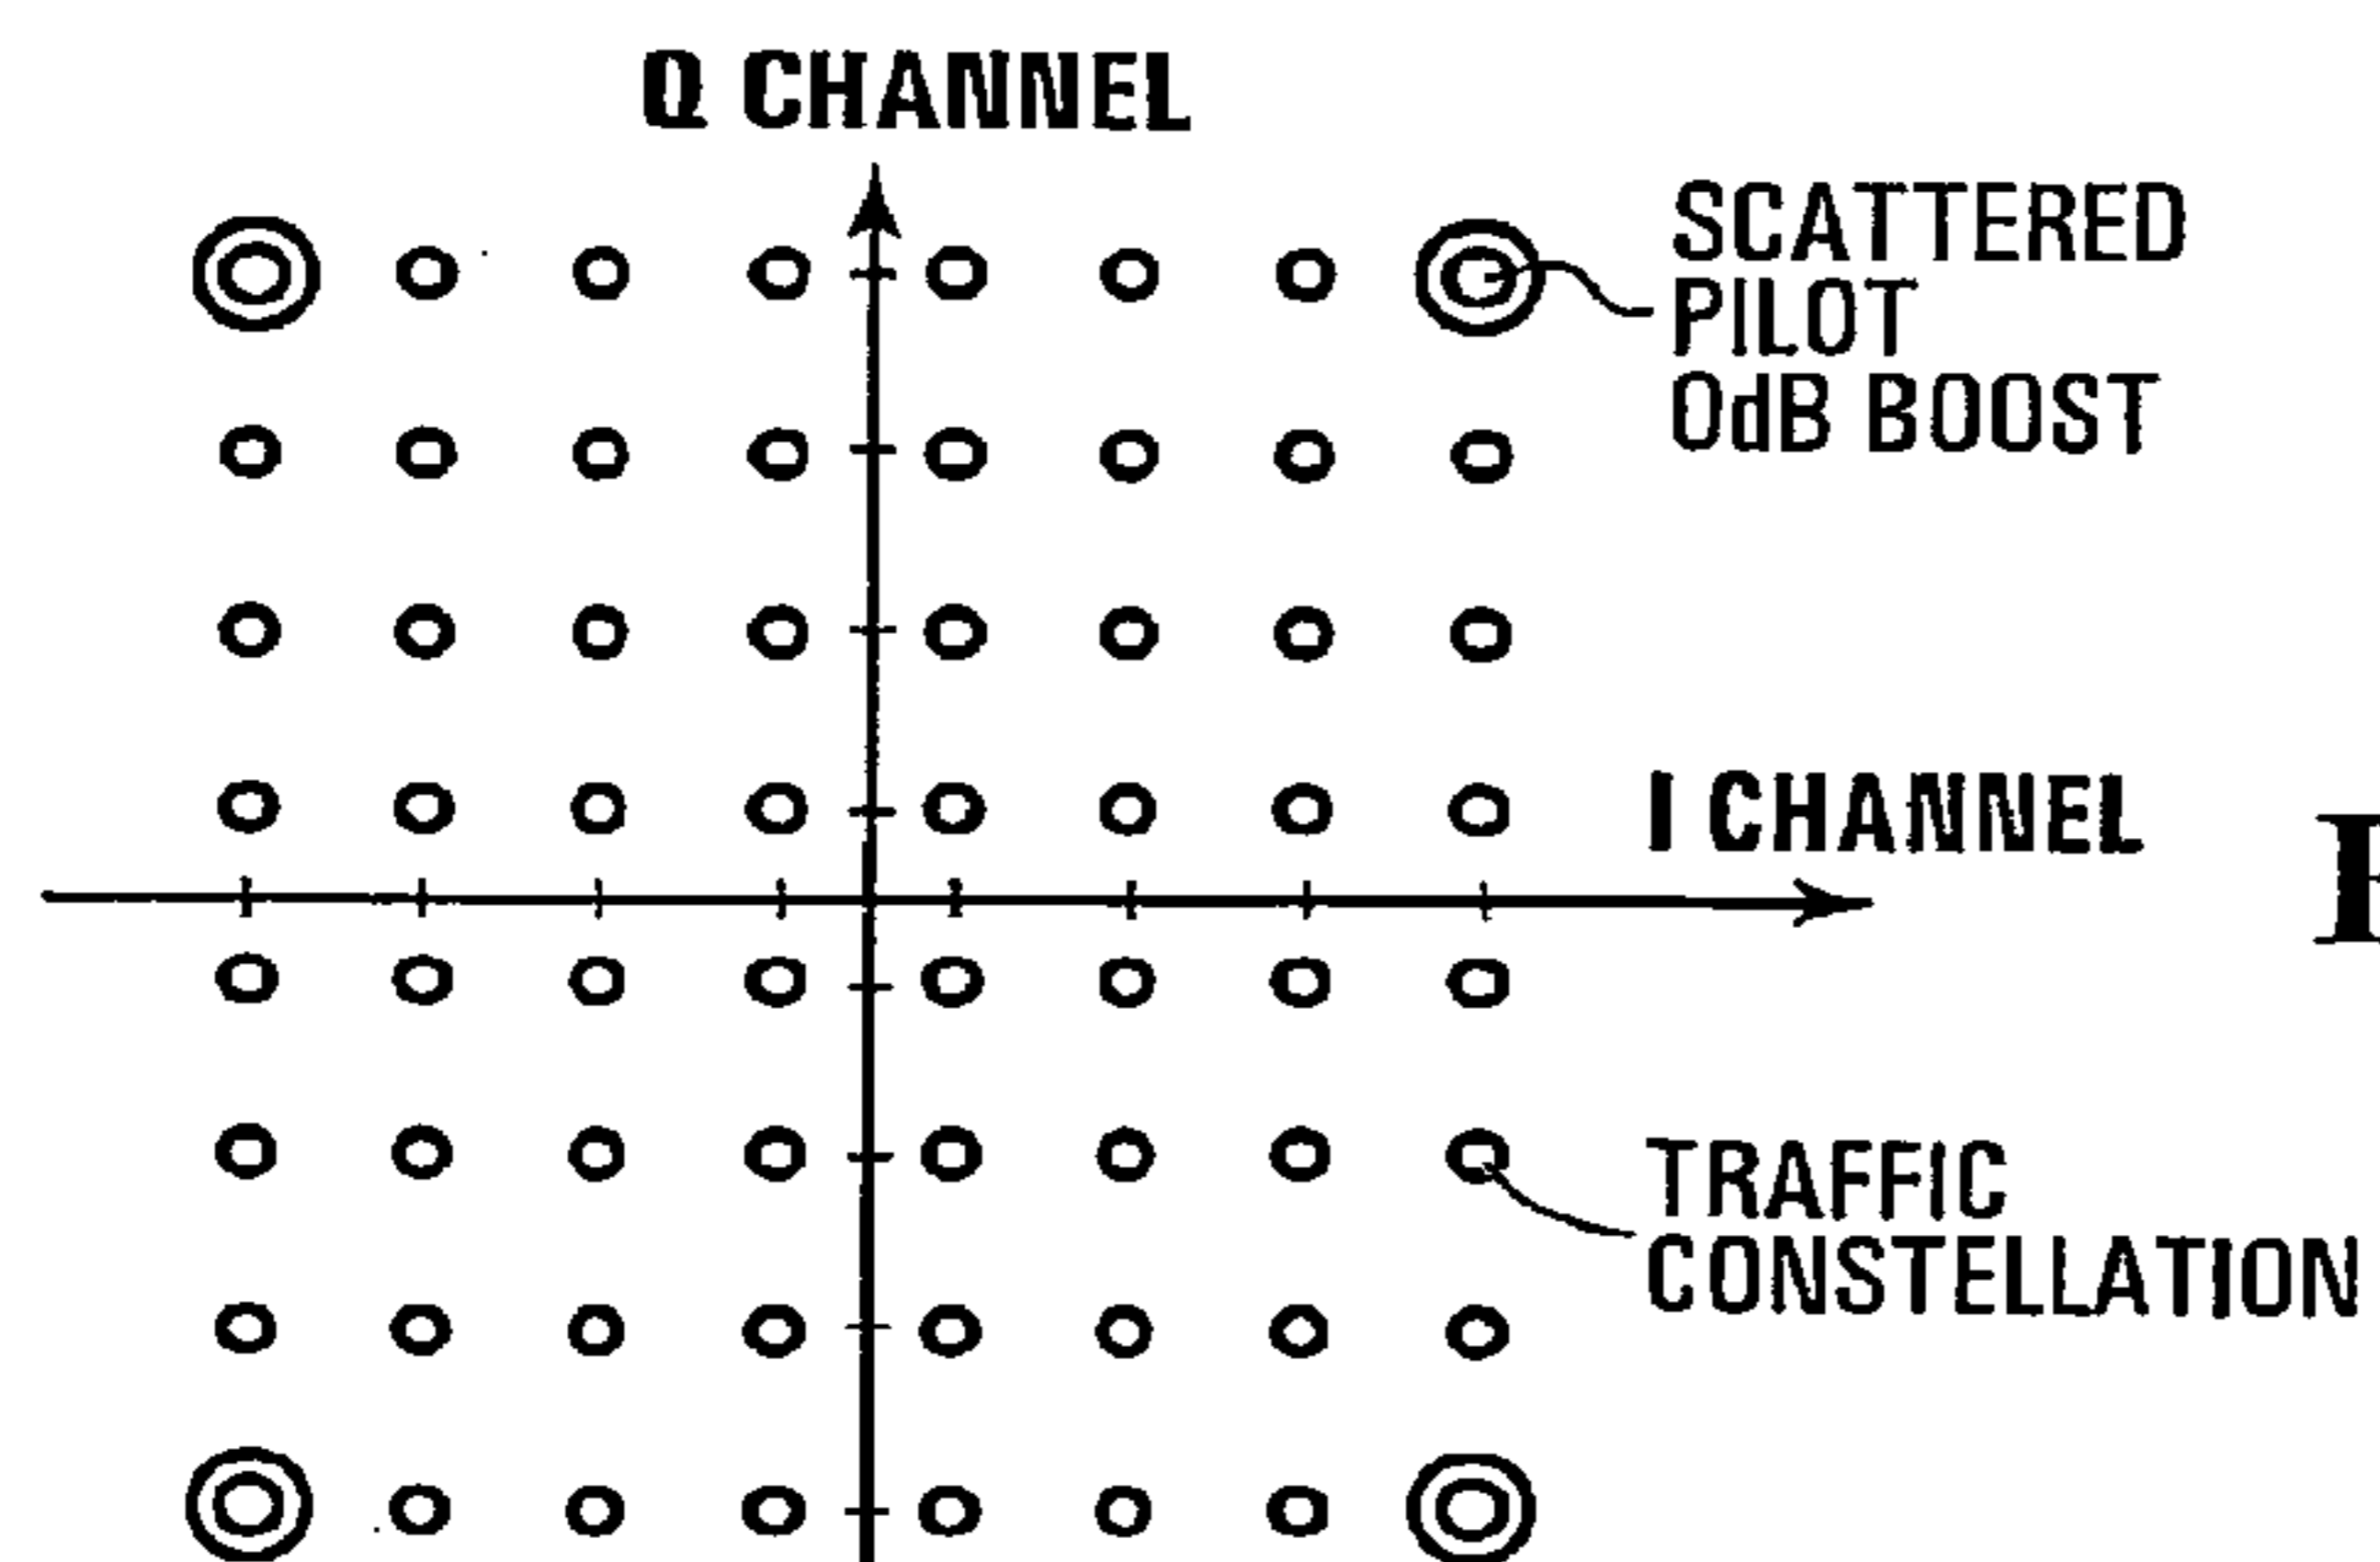 Q CHANNEL
SCATTERED
PILOT
0dB BOOST
I CHANNEL
TRAFFIC
CONSTELLATION